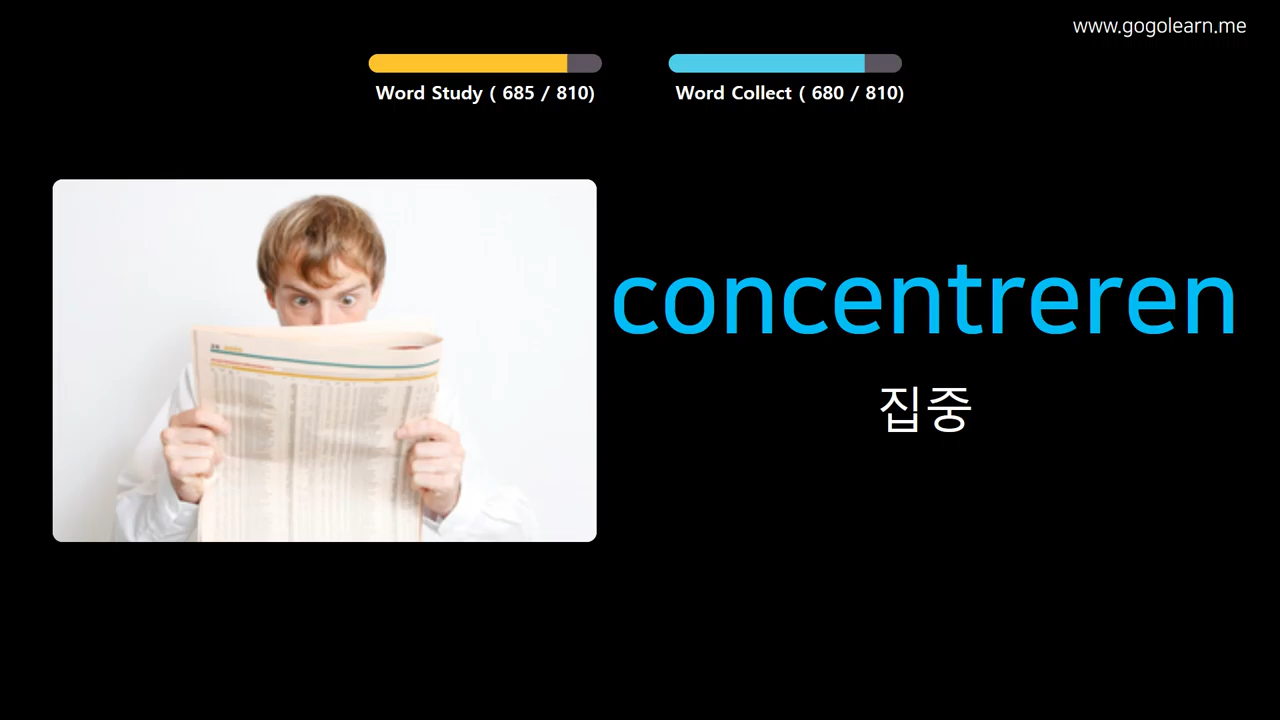 www.gogolearn.me
Word Study ( 685 / 810)
Word Collect ( 680 / 810)
concentreren
집중